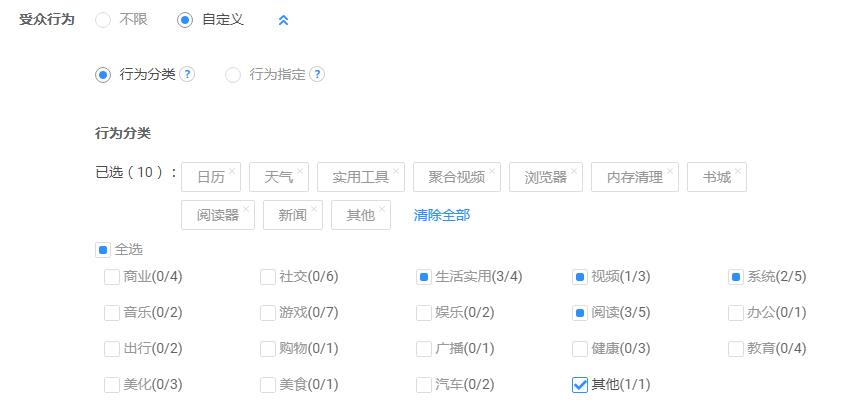 受众行为 不限 自定义
行为分类 ? 行为指定 ?
行为分类
已选（10）： 日历× 天气× 实用工具× 聚合视频× 浏览器× 内存清理× 书城×
阅读器× 新闻× 其他× 清除全部
全选
商业(0/4) 社交(0/6) 生活实用(3/4) 视频(1/3) 系统(2/5)
音乐(0/2) 游戏(0/7) 娱乐(0/2) 阅读(3/5) 办公(0/1)
出行(0/2) 购物(0/1) 广播(0/1) 健康(0/3) 教育(0/4)
美化(0/3) 美食(0/1) 汽车(0/2) 其他(1/1)